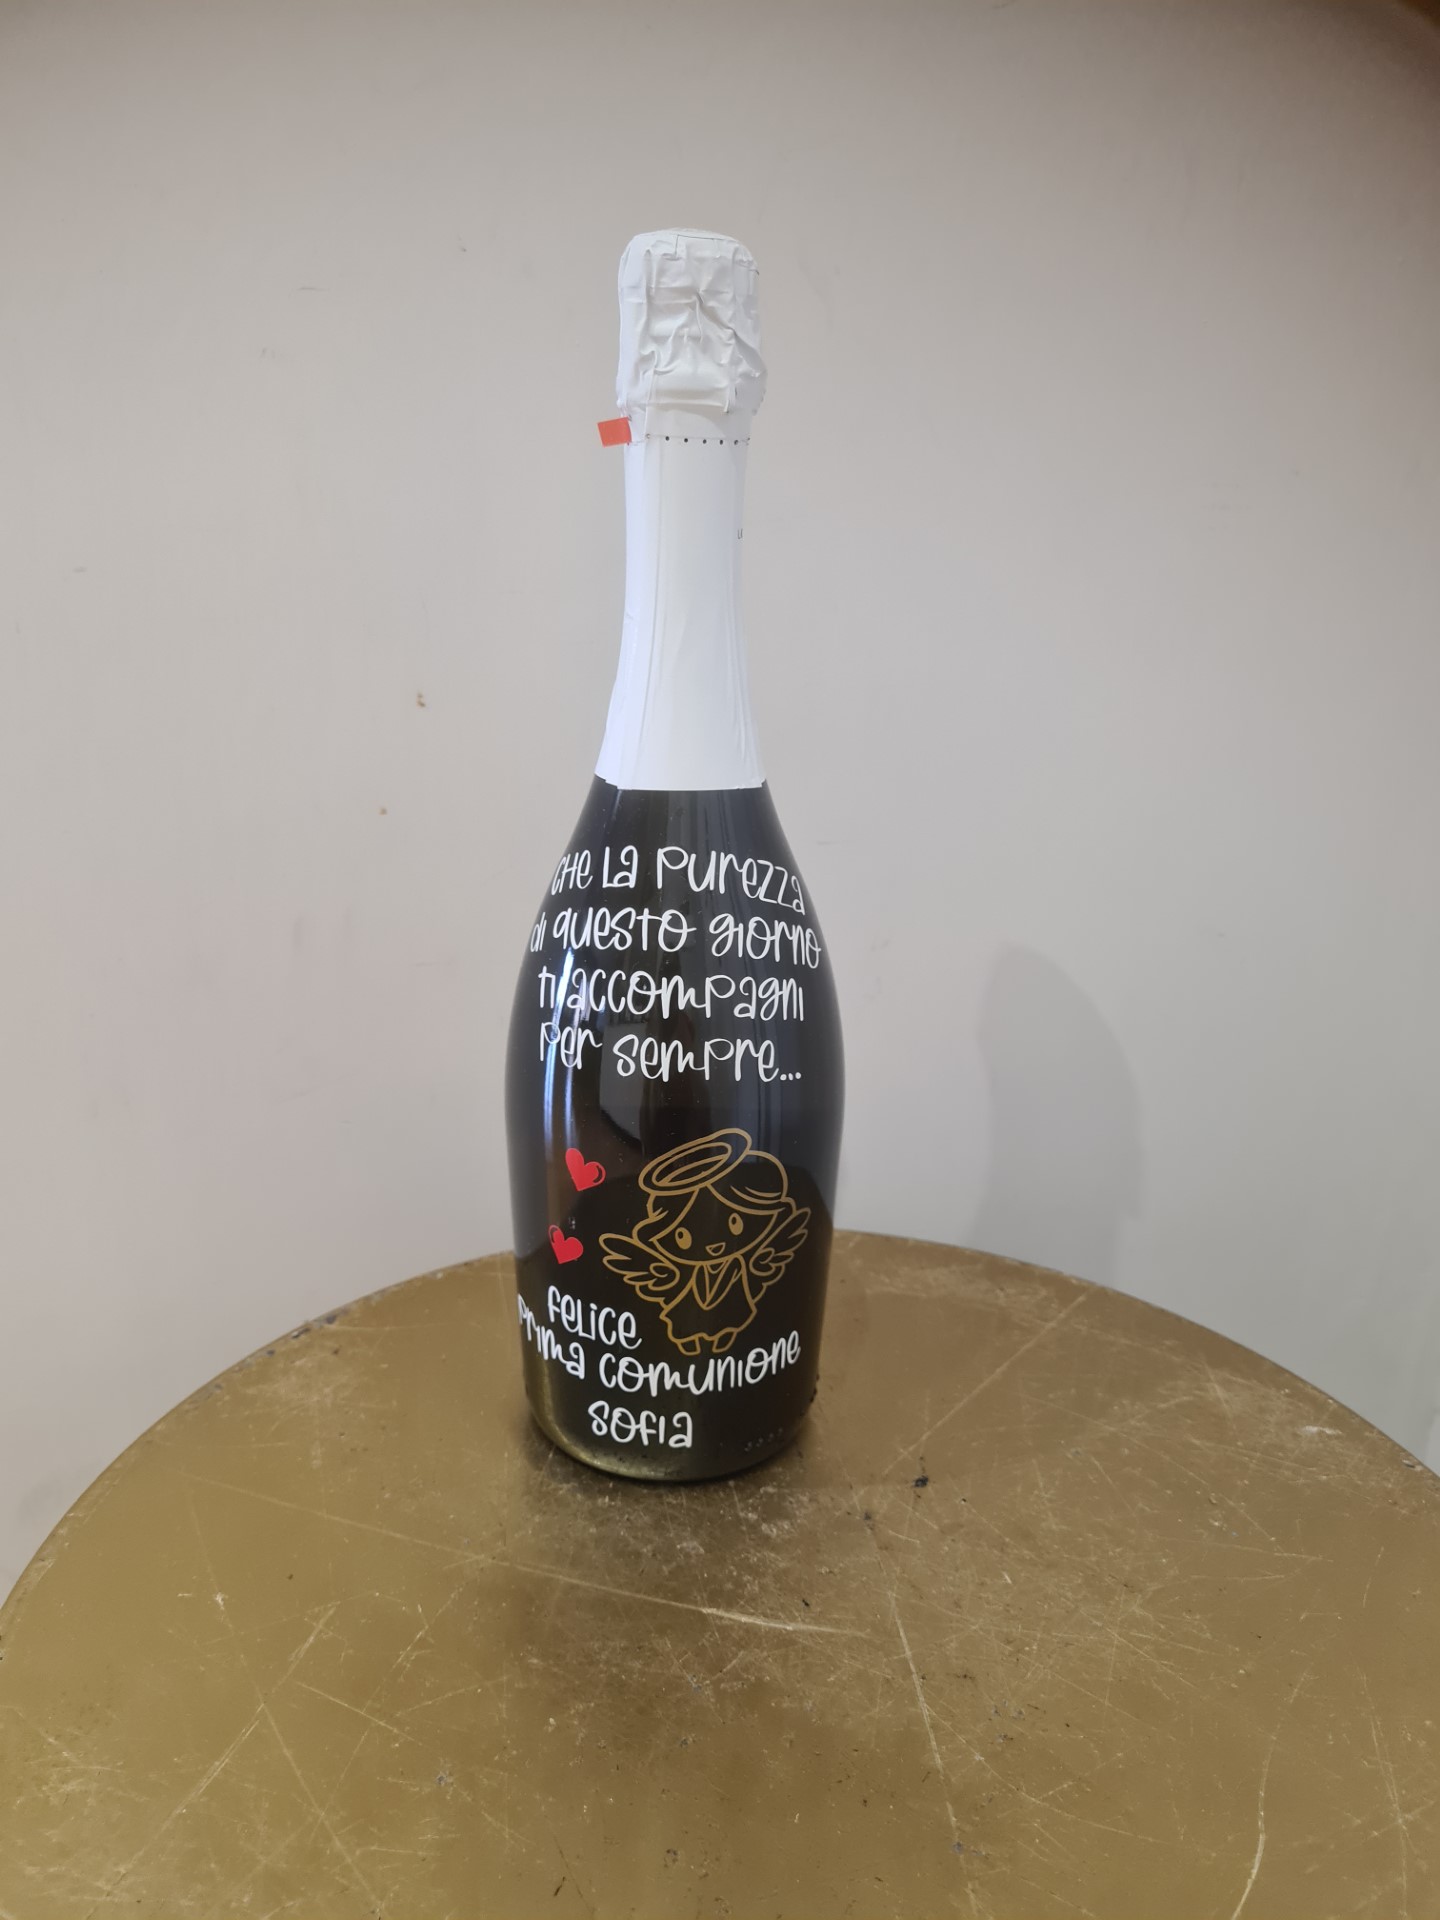 CHE La Purezza
di questo giorno
ti accompagni
per sempre...
felice
prima comunione
sofia